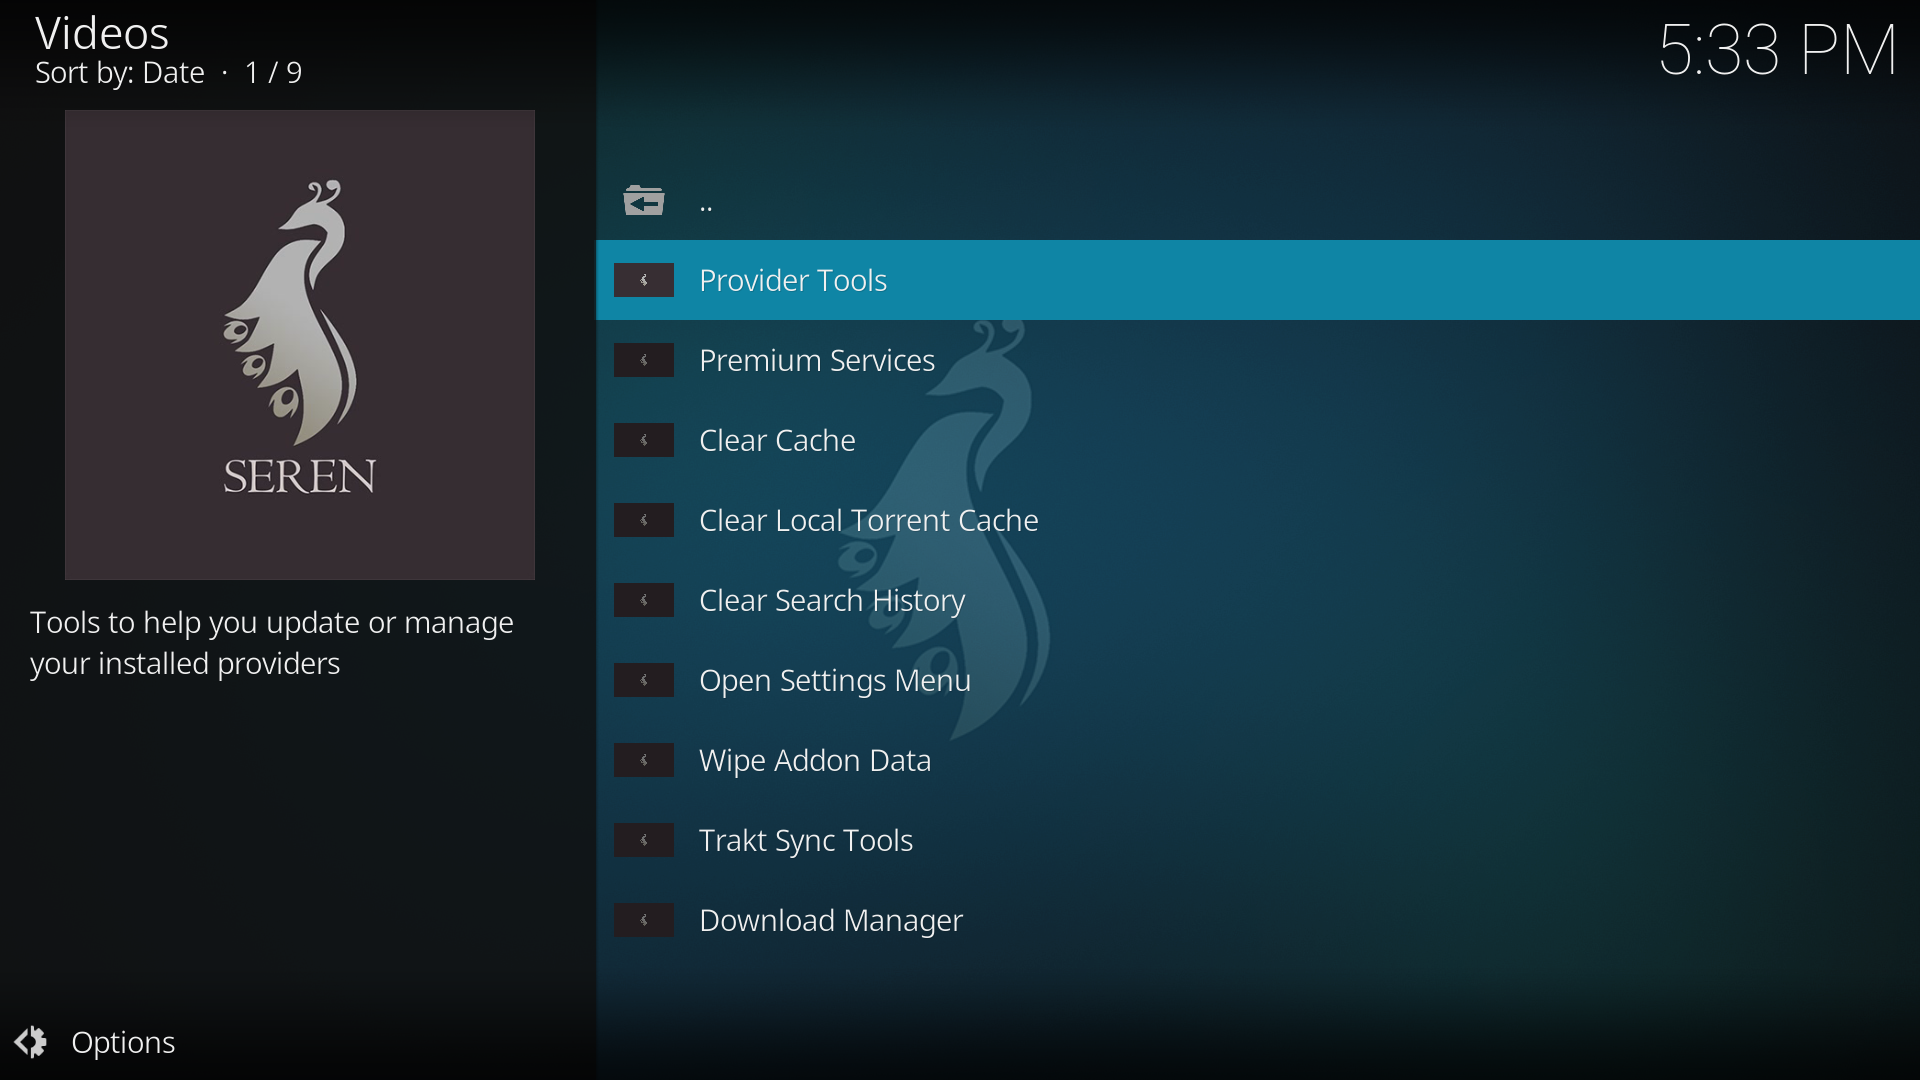 Videos
Sort by: Date · 1 / 9
5:33 PM
SEREN
Tools to help you update or manage
your installed providers
..
Provider Tools
Premium Services
Clear Cache
Clear Local Torrent Cache
Clear Search History
Open Settings Menu
Wipe Addon Data
Trakt Sync Tools
Download Manager
Options